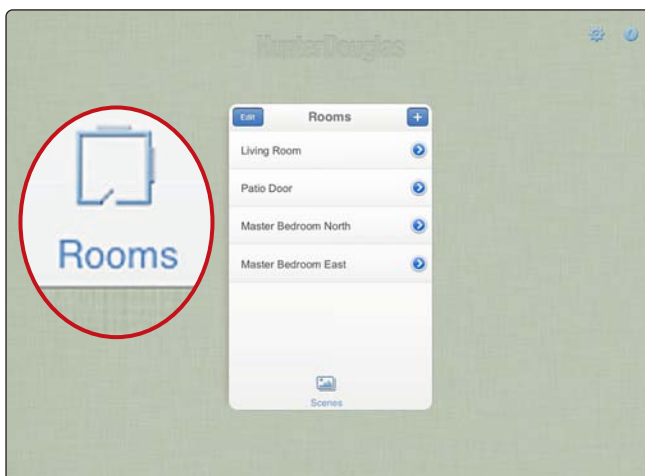 HunterDouglas
Rooms
Edit
Rooms
+
Living Room
Patio Door
Master Bedroom North
Master Bedroom East
Scenes